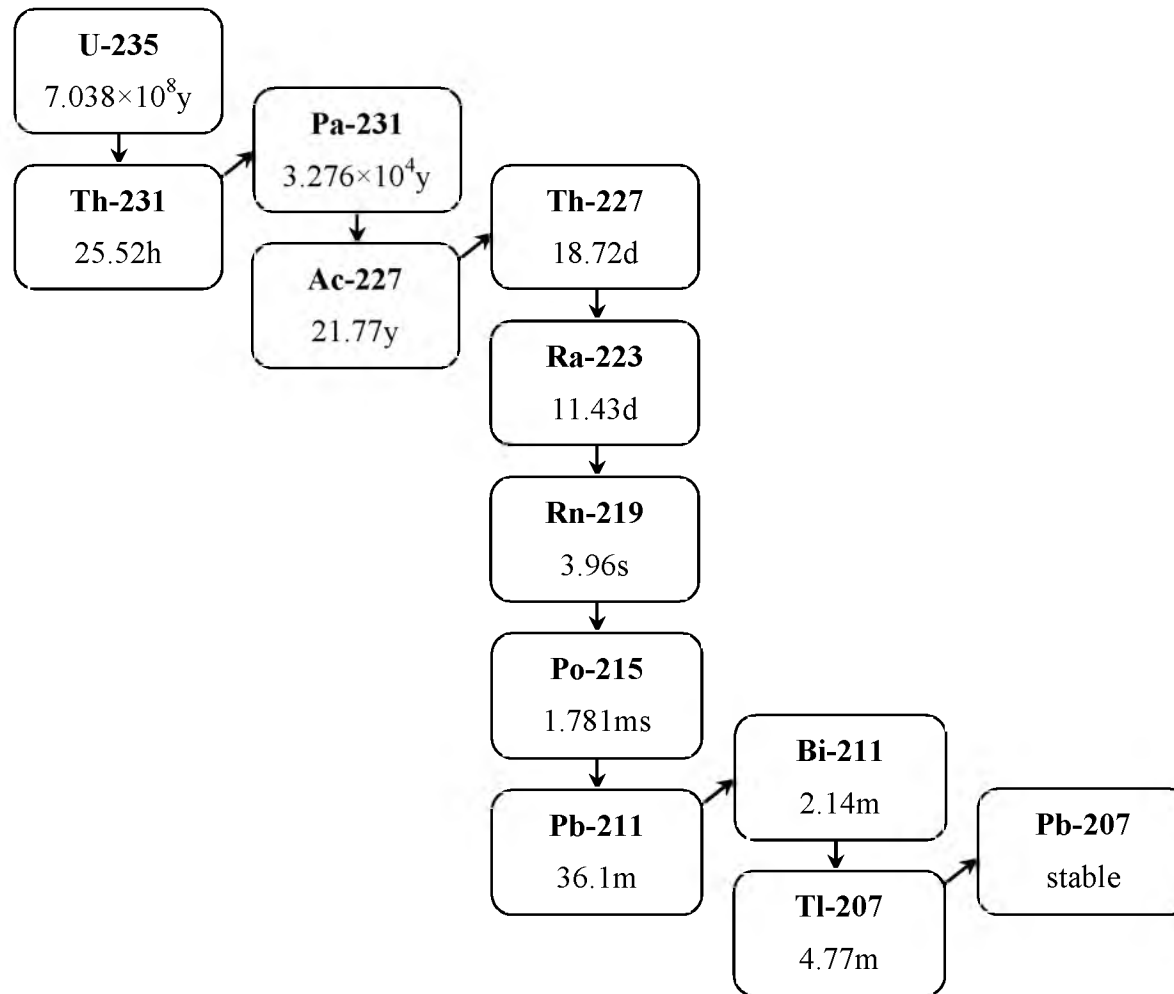 U-235
7.038×10⁸y
Th-231
25.52h
Pa-231
3.276×10⁴y
Ac-227
21.77y
Th-227
18.72d
Ra-223
11.43d
Rn-219
3.96s
Po-215
1.781ms
Pb-211
36.1m
Bi-211
2.14m
Tl-207
4.77m
Pb-207
stable